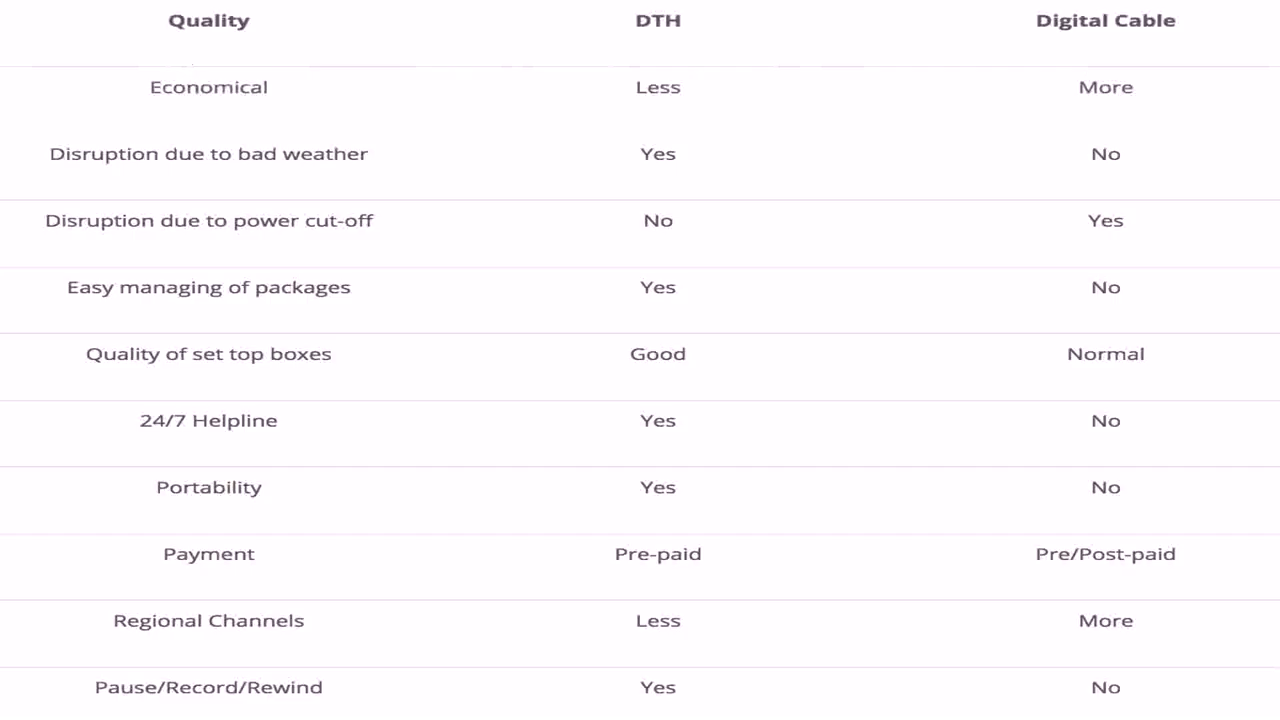 Quality DTH Digital Cable
Economical Less More
Disruption due to bad weather Yes No
Disruption due to power cut-off No Yes
Easy managing of packages Yes No
Quality of set top boxes Good Normal
24/7 Helpline Yes No
Portability Yes No
Payment Pre-paid Pre/Post-paid
Regional Channels Less More
Pause/Record/Rewind Yes No